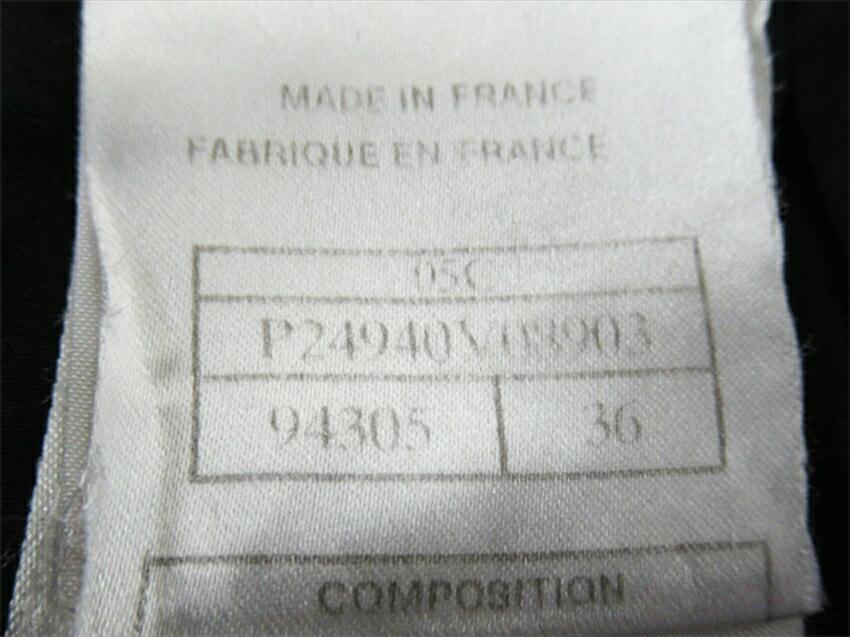 MADE IN FRANCE
FABRIQUE EN FRANCE
05C
P24940V08903
94305 36
COMPOSITION